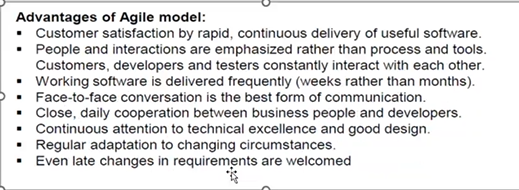 Advantages of Agile model:
▪ Customer satisfaction by rapid, continuous delivery of useful software.
▪ People and interactions are emphasized rather than process and tools.
Customers, developers and testers constantly interact with each other.
▪ Working software is delivered frequently (weeks rather than months).
▪ Face-to-face conversation is the best form of communication.
▪ Close, daily cooperation between business people and developers.
▪ Continuous attention to technical excellence and good design.
▪ Regular adaptation to changing circumstances.
▪ Even late changes in requirements are welcomed